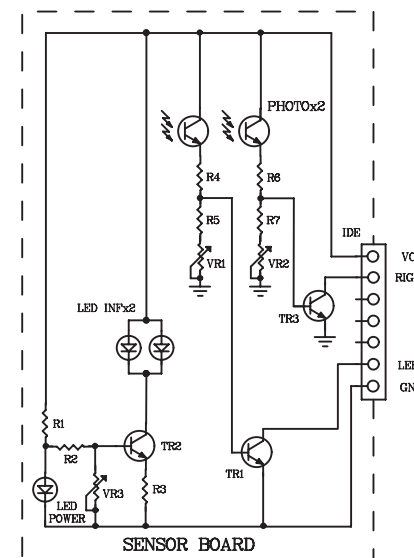 PHOTOx2
R4
R6
R5
R7
IDE
VR1
VR2
LED INFx2
TR3
R1
R2
TR2
TR1
VR3
R3
LED
POWER
SENSOR BOARD